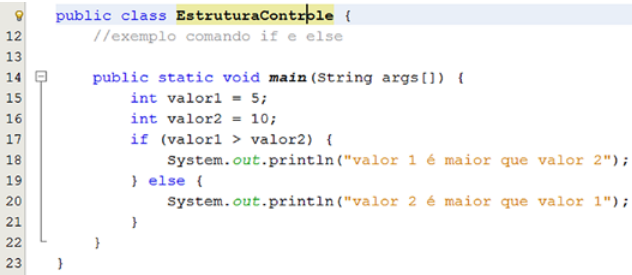 public class EstruturaControle {
12 //exemplo comando if e else
13
14 public static void main(String args[]) {
15 int valor1 = 5;
16 int valor2 = 10;
17 if (valor1 > valor2) {
18 System.out.println("valor 1 é maior que valor 2");
19 } else {
20 System.out.println("valor 2 é maior que valor 1");
21 }
22 }
23 }